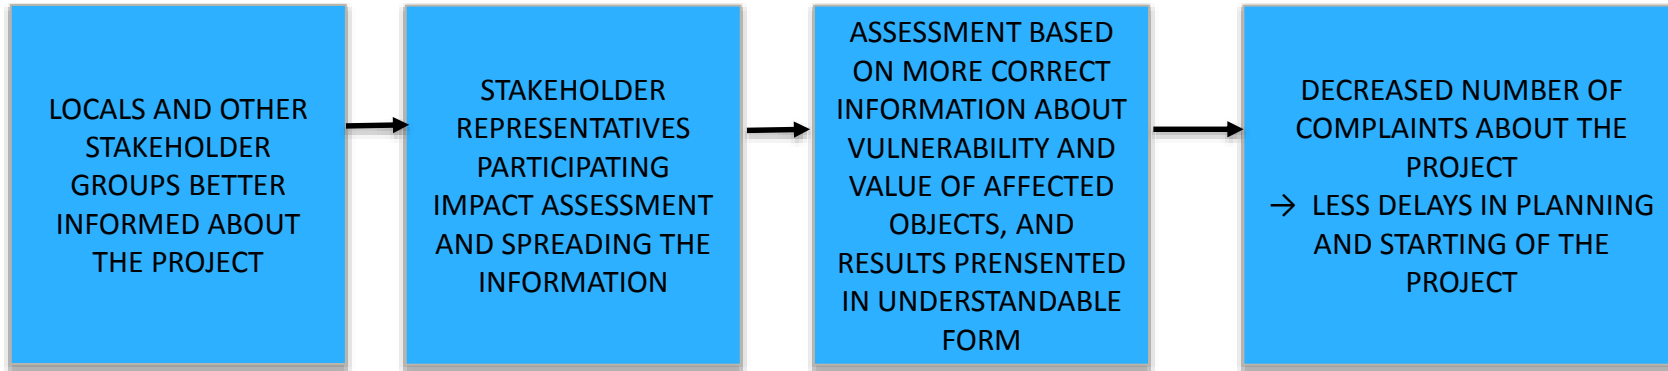 LOCALS AND OTHER
STAKEHOLDER
GROUPS BETTER
INFORMED ABOUT
THE PROJECT
STAKEHOLDER
REPRESENTATIVES
PARTICIPATING
IMPACT ASSESSMENT
AND SPREADING THE
INFORMATION
ASSESSMENT BASED
ON MORE CORRECT
INFORMATION ABOUT
VULNERABILITY AND
VALUE OF AFFECTED
OBJECTS, AND
RESULTS PRENSENTED
IN UNDERSTANDABLE
FORM
DECREASED NUMBER OF
COMPLAINTS ABOUT THE
PROJECT
→ LESS DELAYS IN PLANNING
AND STARTING OF THE
PROJECT